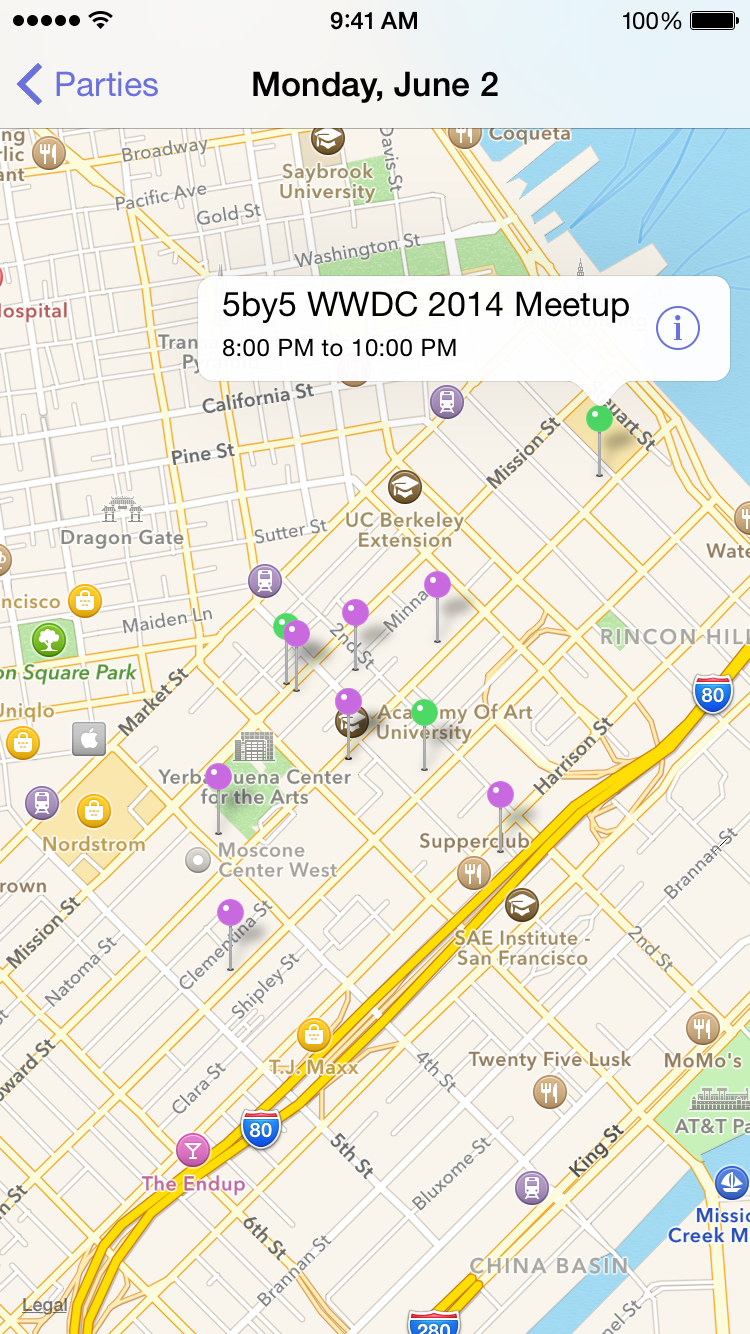 9:41 AM
100%
Parties
Monday, June 2
Coqueta
Broadway
Davis St
Saybrook
University
Pacific Ave
Gold St
Washington St
5by5 WWDC 2014 Meetup
8:00 PM to 10:00 PM
i
California St
Mission St
Pine St
UC Berkeley
Extension
Sutter St
Dragon Gate
Maiden Ln
Minna
2nd St
RINCON HILL
on Square Park
Uniqlo
Market St
80
Academy Of Art
University
Harrison St
Yerba Buena Center
for the Arts
Nordstrom
Supperclub
Moscone
Center West
Brannan St
rown
Mission St
Clementina St
SAE Institute -
San Francisco
2nd St
Natoma St
Shipley St
T.J. Maxx
Twenty Five Lusk
MoMo's
4th St
Clara St
oward St
AT&T Pa
80
5th St
King St
The Endup
Bluxome St
Missic
Creek M
6th St
Brannan St
CHINA BASIN
Legal
280